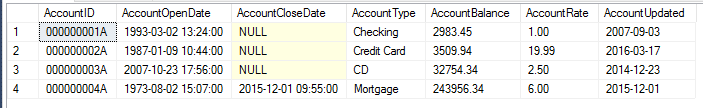 AccountID AccountOpenDate AccountCloseDate AccountType AccountBalance AccountRate AccountUpdated
1 000000001A 1993-03-02 13:24:00 NULL Checking 2983.45 1.00 2007-09-03
2 000000002A 1987-01-09 10:44:00 NULL Credit Card 3509.94 19.99 2016-03-17
3 000000003A 2007-10-23 17:56:00 NULL CD 32754.34 2.50 2014-12-23
4 000000004A 1973-08-02 15:07:00 2015-12-01 09:55:00 Mortgage 243956.34 6.00 2015-12-01